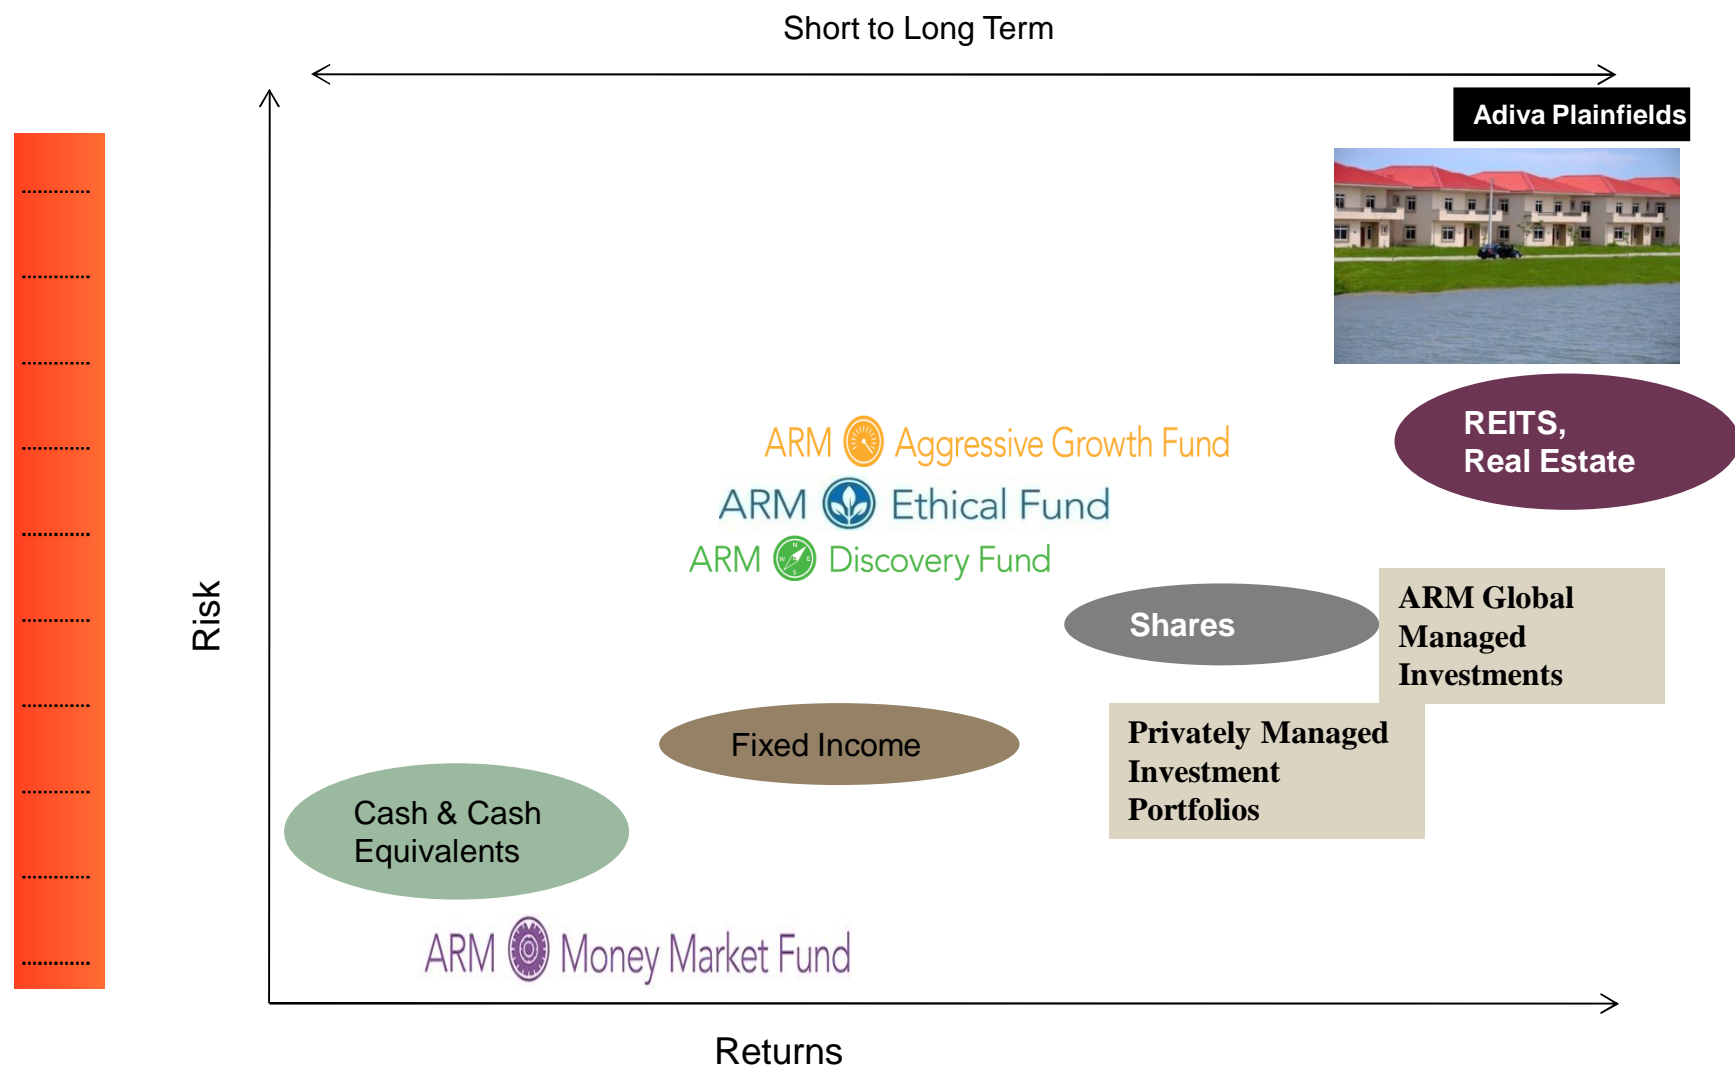 Short to Long Term
Adiva Plainfields
REITS,
Real Estate
ARM Aggressive Growth Fund
ARM Ethical Fund
ARM Discovery Fund
N
W E
S
Risk
Shares
ARM Global
Managed
Investments
Fixed Income
Privately Managed
Investment
Portfolios
Cash & Cash
Equivalents
ARM Money Market Fund
Returns